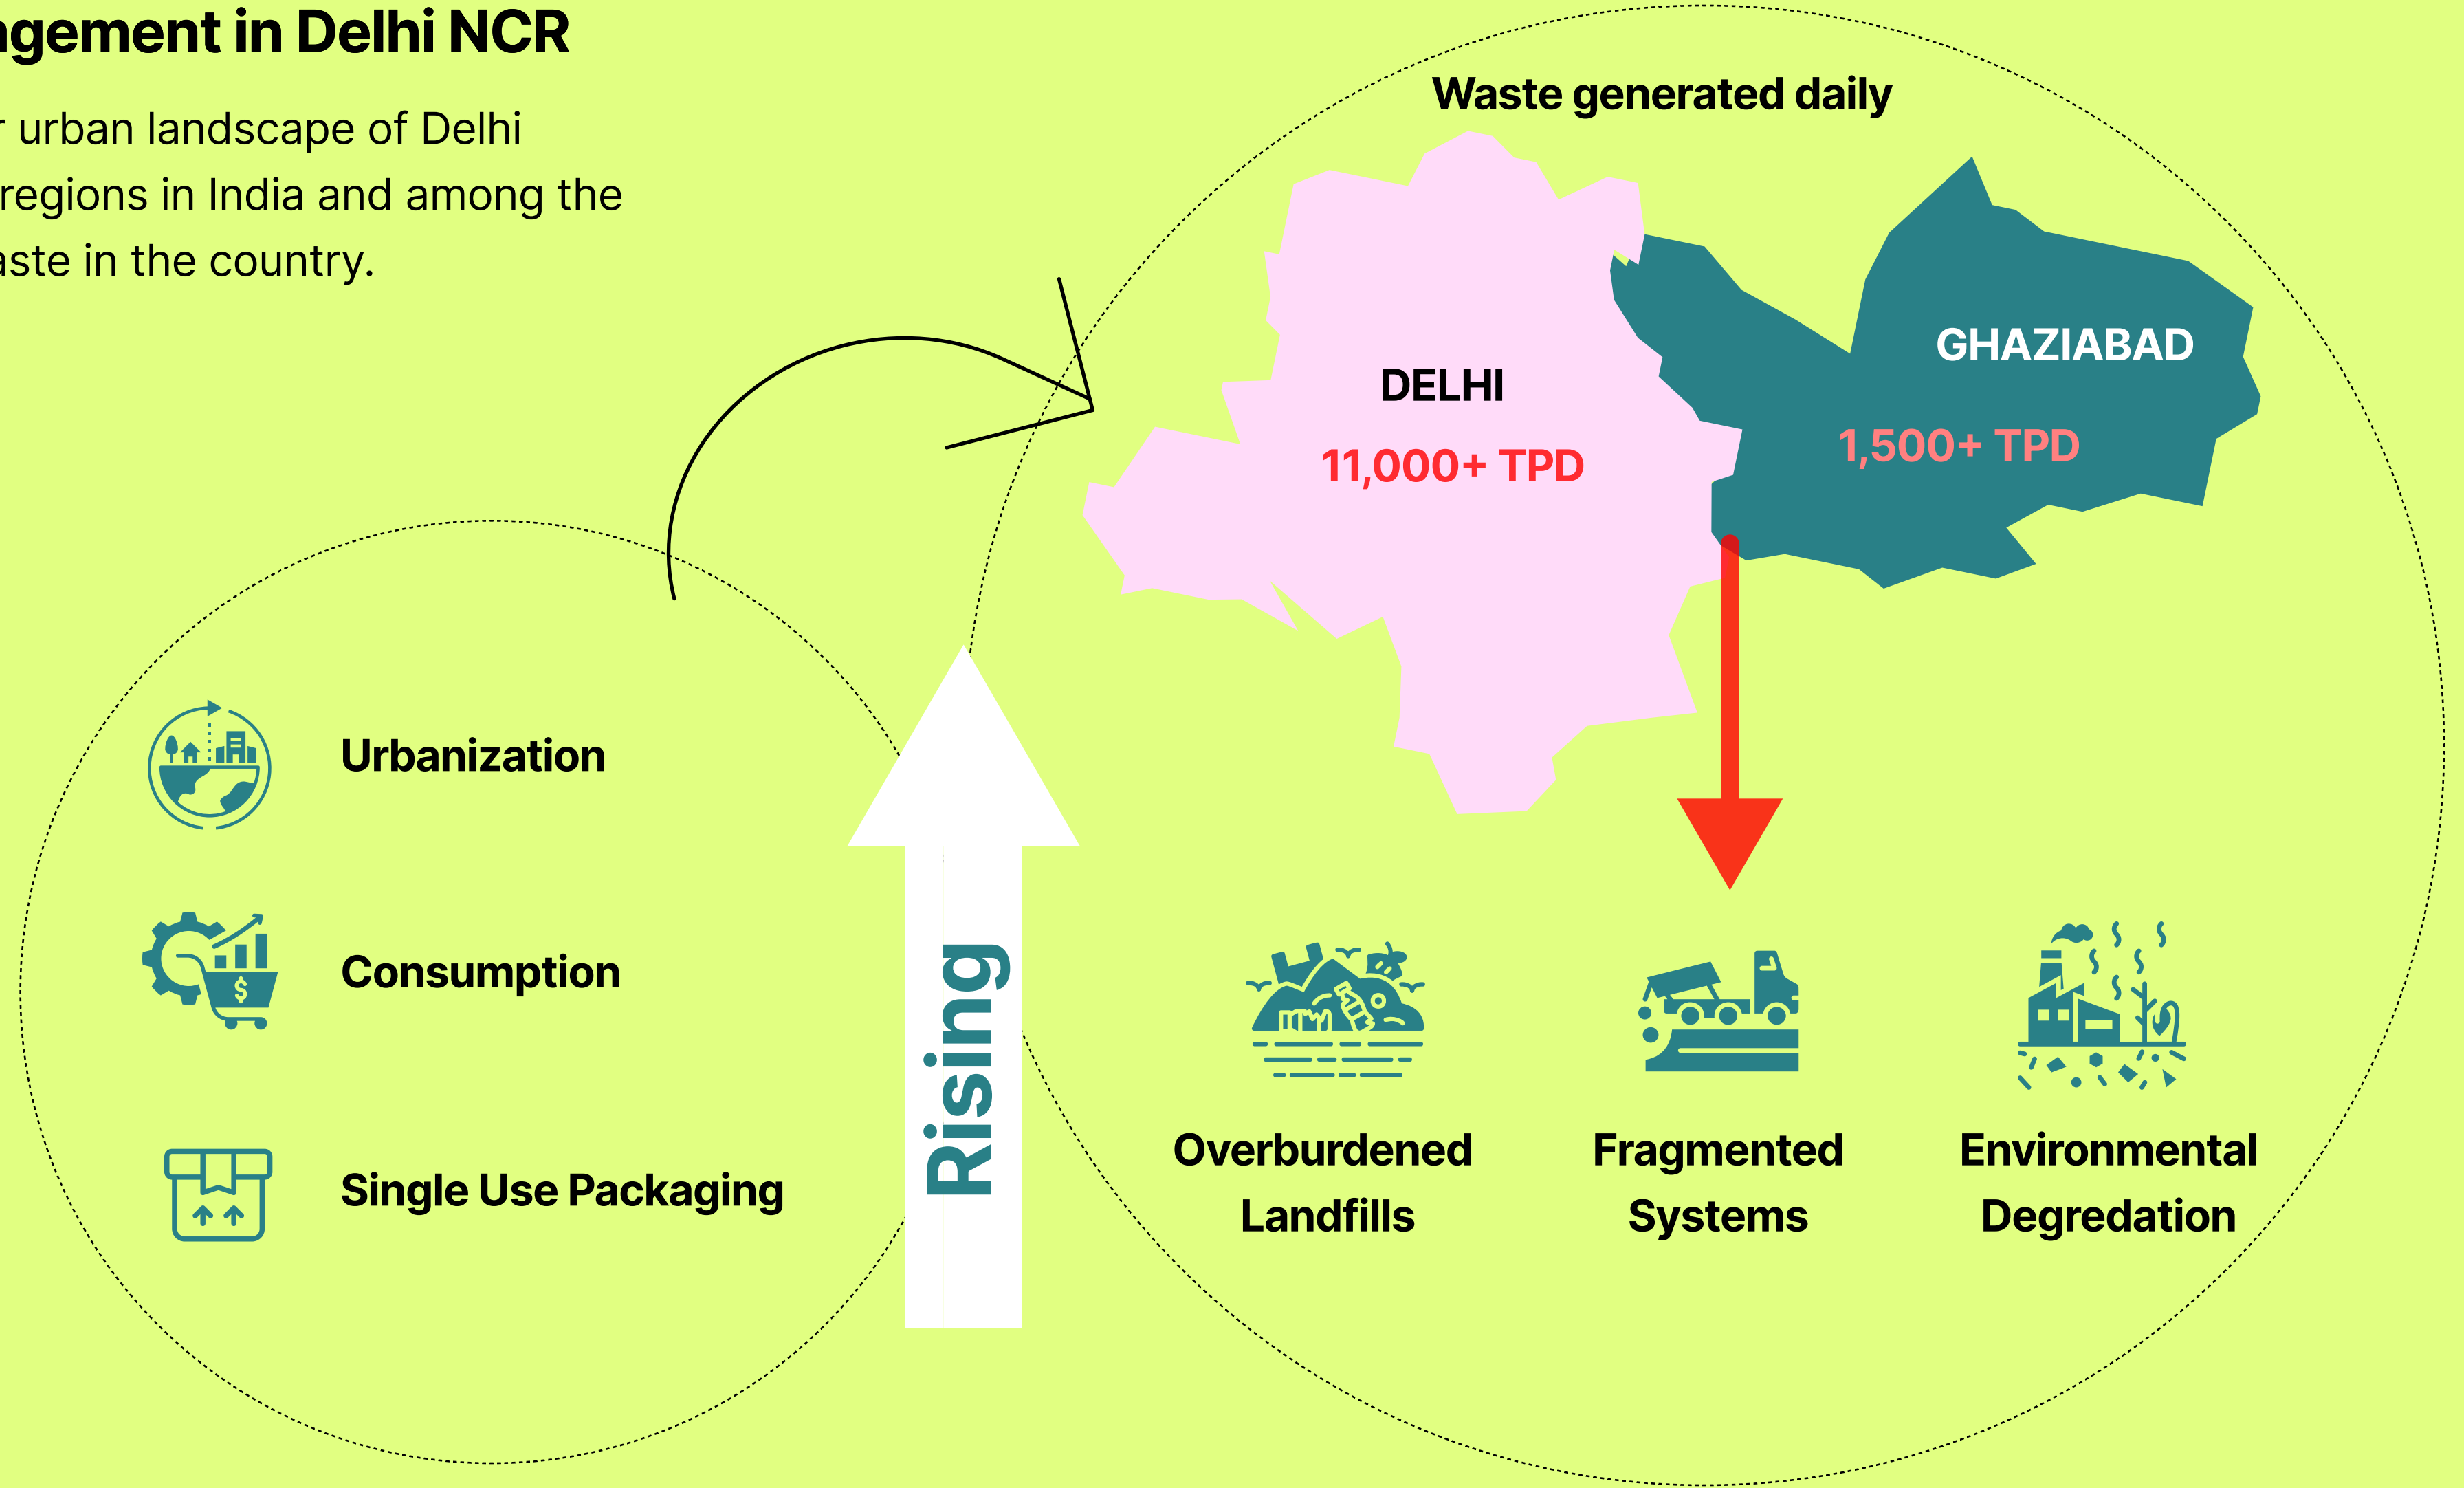 agement in Delhi NCR
r urban landscape of Delhi
regions in India and among the
aste in the country.
Waste generated daily
DELHI
11,000+ TPD
GHAZIABAD
1,500+ TPD
Urbanization
Consumption
$
Single Use Packaging
Rising
Overburdened
Landfills
Fragmented
Systems
Environmental
Degredation